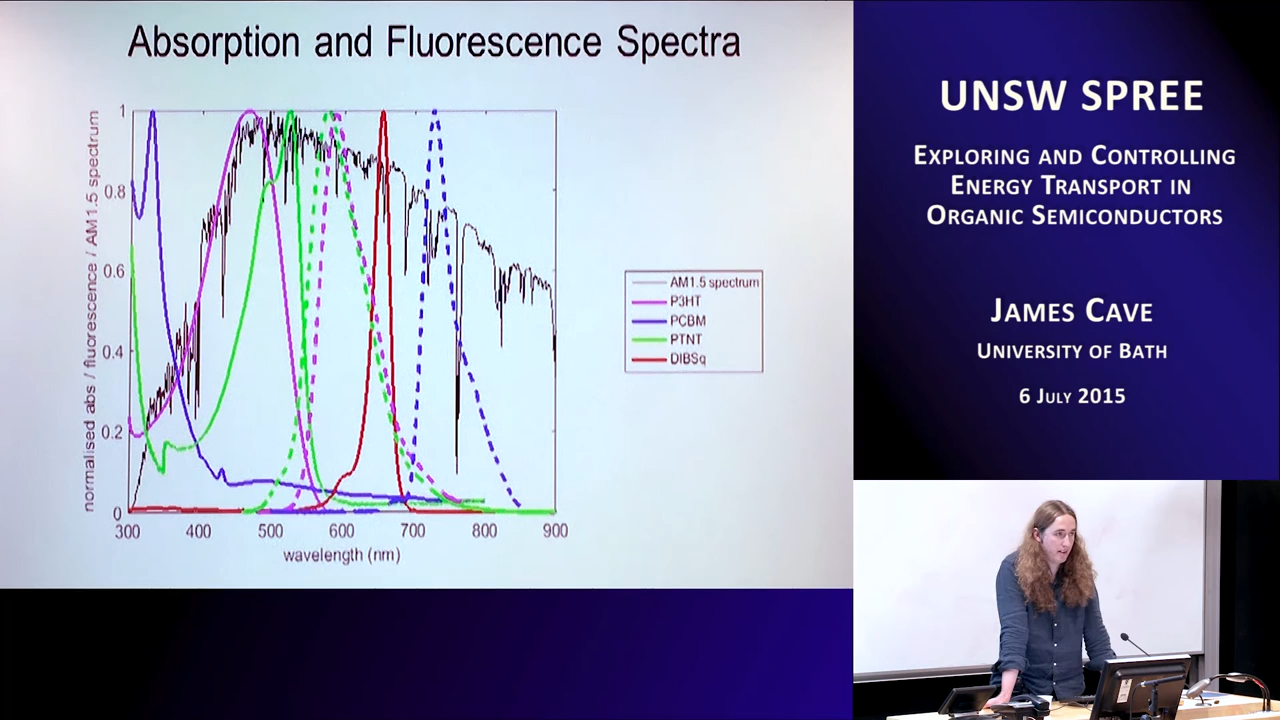 Absorption and Fluorescence Spectra
normalised abs / fluorescence / AM1.5 spectrum
1
0.8
0.6
0.4
0.2
0
300 400 500 600 700 800 900
wavelength (nm)
AM1.5 spectrum
P3HT
PCBM
PTNT
DIBSq
UNSW SPREE
EXPLORING AND CONTROLLING
ENERGY TRANSPORT IN
ORGANIC SEMICONDUCTORS
JAMES CAVE
UNIVERSITY OF BATH
6 JULY 2015